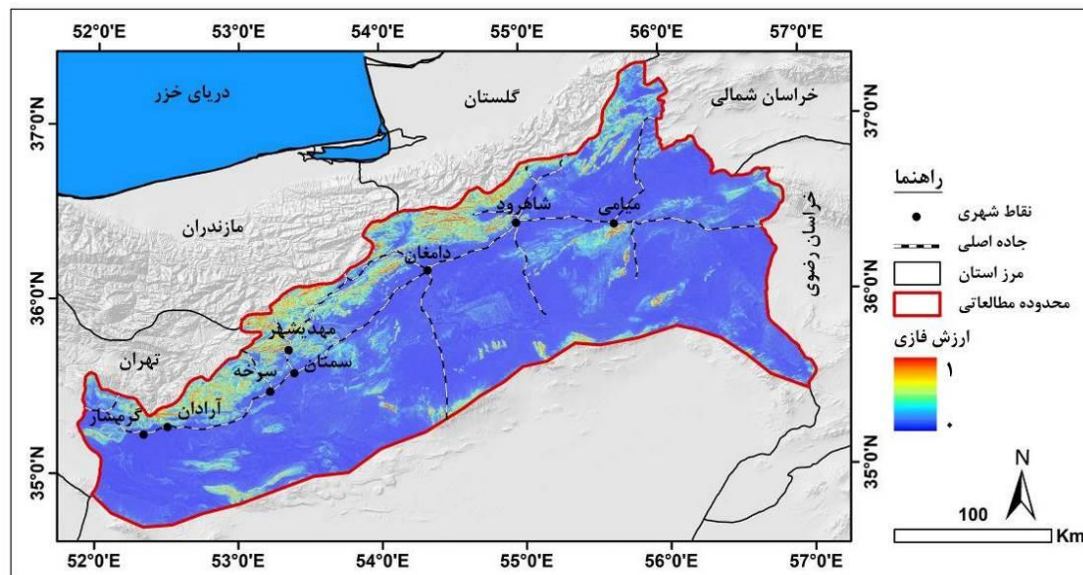 52°0'E 53°0'E 54°0'E 55°0'E 56°0'E 57°0'E
دریای خزر
گلستان
خراسان شمالی
37°0'N 37°0'N
مازندران
شاهرود
میامی
خراسان رضوی
دامغان
36°0'N 36°0'N
تهران
مهدیشهر
سمنان
سرخه
آرادان
گرمسار
35°0'N 35°0'N
52°0'E 53°0'E 54°0'E 55°0'E 56°0'E 57°0'E
راهنما
نقاط شهری
جاده اصلی
مرز استان
محدوده مطالعاتی
ارزش فازی
۱
۰
N
100
Km